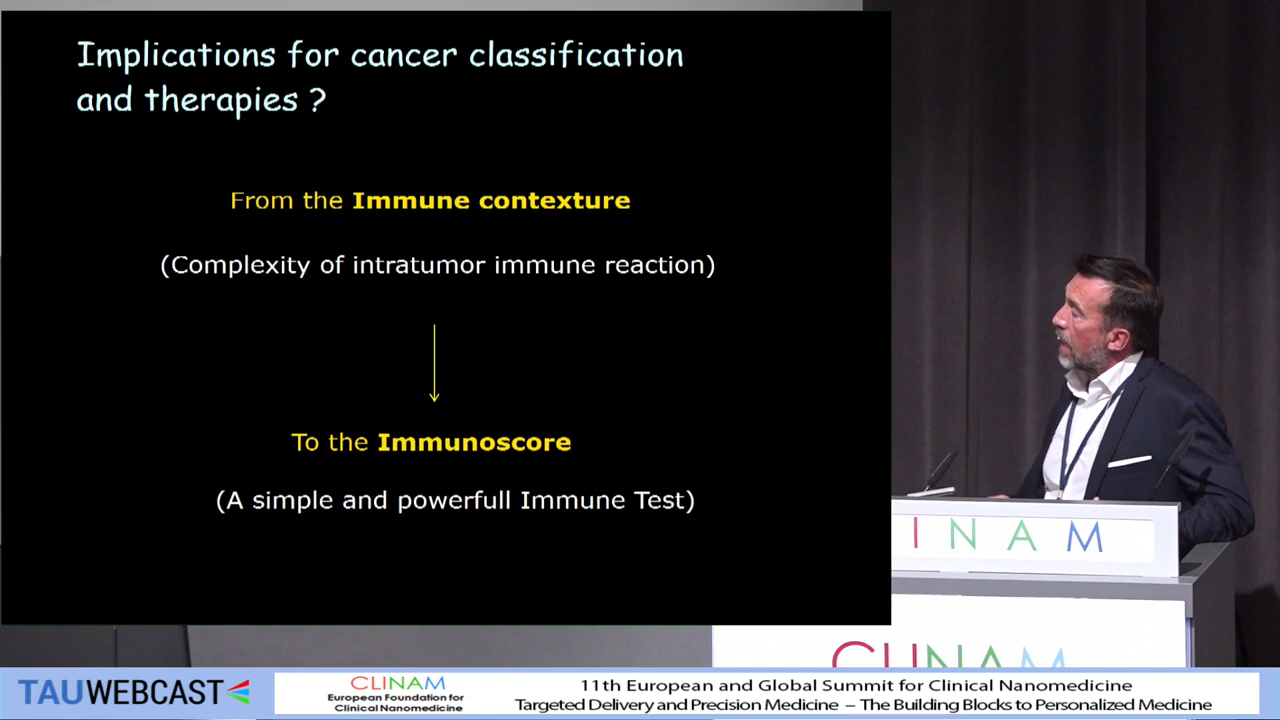 Implications for cancer classification
and therapies ?
From the Immune contexture
(Complexity of intratumor immune reaction)
To the Immunoscore
(A simple and powerfull Immune Test)
I N A M
CLINAM
TAUWEBCAST
CLINAM
European Foundation for
Clinical Nanomedicine
11th European and Global Summit for Clinical Nanomedicine
Targeted Delivery and Precision Medicine – The Building Blocks to Personalized Medicine